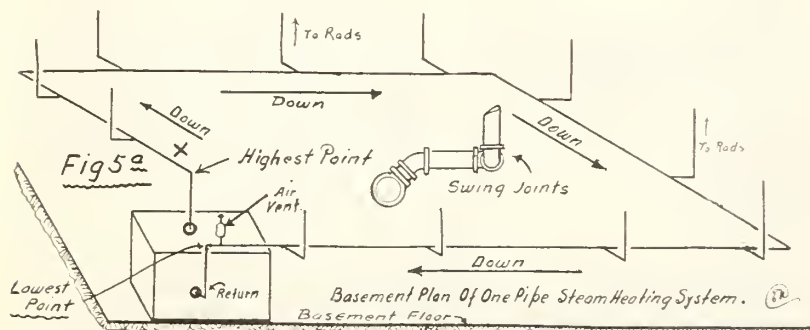 To Rads
Down
Down
Down
To Rads
Fig 5a
Highest Point
Air
Vent.
Swing Joints
Down
Lowest
Point
Return
Basement Plan Of One Pipe Steam Heating System.
Basement Floor